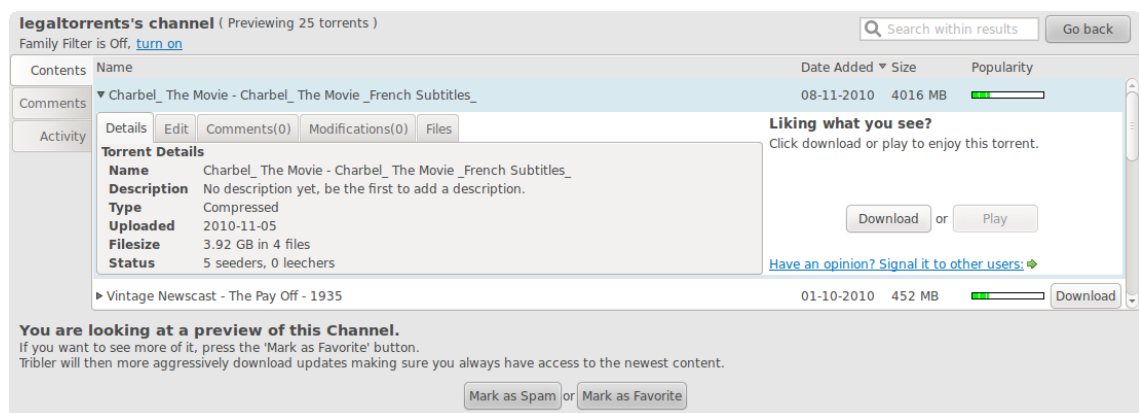 legaltorrents's channel ( Previewing 25 torrents )
Search within results
Go back
Family Filter is Off, turn on
Contents
Name
Date Added
Size
Popularity
Comments
Charbel_ The Movie - Charbel_ The Movie _French Subtitles_
08-11-2010
4016 MB
Activity
Details
Edit
Comments(0)
Modifications(0)
Files
Torrent Details
Name Charbel_ The Movie - Charbel_ The Movie _French Subtitles_
Description No description yet, be the first to add a description.
Type Compressed
Uploaded 2010-11-05
Filesize 3.92 GB in 4 files
Status 5 seeders, 0 leechers
Liking what you see?
Click download or play to enjoy this torrent.
Download or Play
Have an opinion? Signal it to other users:
Vintage Newscast - The Pay Off - 1935
01-10-2010
452 MB
Download
You are looking at a preview of this Channel.
If you want to see more of it, press the 'Mark as Favorite' button.
Tribler will then more aggressively download updates making sure you always have access to the newest content.
Mark as Spam or Mark as Favorite